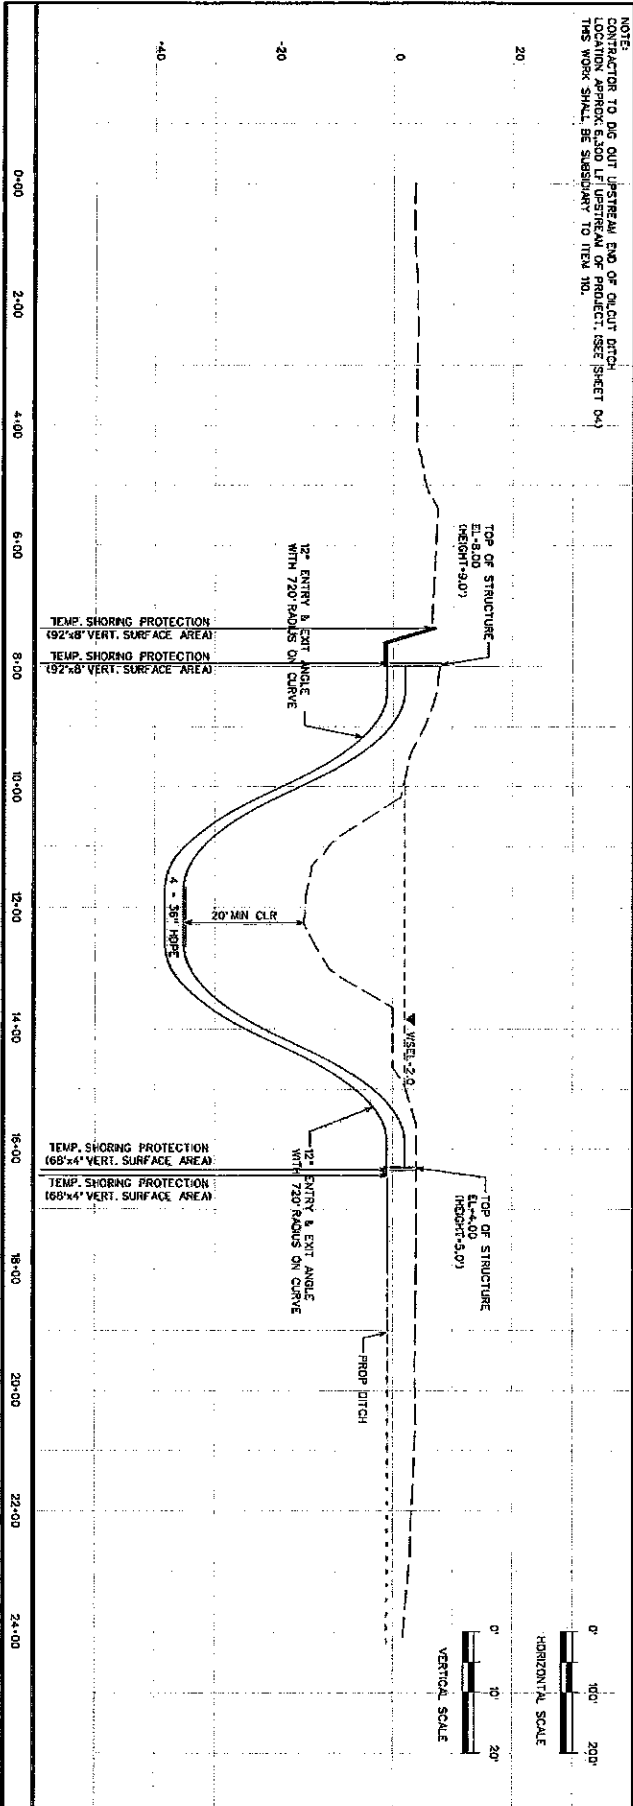 NOTE:
CONTRACTOR TO DIG OUT UPSTREAM END OF OILCUT DITCH
LOCATION APPROX. 6,300 LF UPSTREAM OF PROJECT. (SEE SHEET D4)
THIS WORK SHALL BE SUBSIDIARY TO ITEM 110.
20
0
-20
-40
TOP OF STRUCTURE
EL=8.00
(HEIGHT=9.0')
12° ENTRY & EXIT ANGLE
WITH 720' RADIUS ON CURVE
TEMP. SHORING PROTECTION
(92'x8' VERT. SURFACE AREA)
TEMP. SHORING PROTECTION
(92'x8' VERT. SURFACE AREA)
20' MIN CLR
4 - 36" HDPE
WSEL=2.0
TOP OF STRUCTURE
EL=4.00
(HEIGHT=5.0')
12° ENTRY & EXIT ANGLE
WITH 720' RADIUS ON CURVE
TEMP. SHORING PROTECTION
(68'x4' VERT. SURFACE AREA)
TEMP. SHORING PROTECTION
(68'x4' VERT. SURFACE AREA)
PROP DITCH
0' 100' 200'
HORIZONTAL SCALE
0' 10' 20'
VERTICAL SCALE
0+00 2+00 4+00 6+00 8+00 10+00 12+00 14+00 16+00 18+00 20+00 22+00 24+00